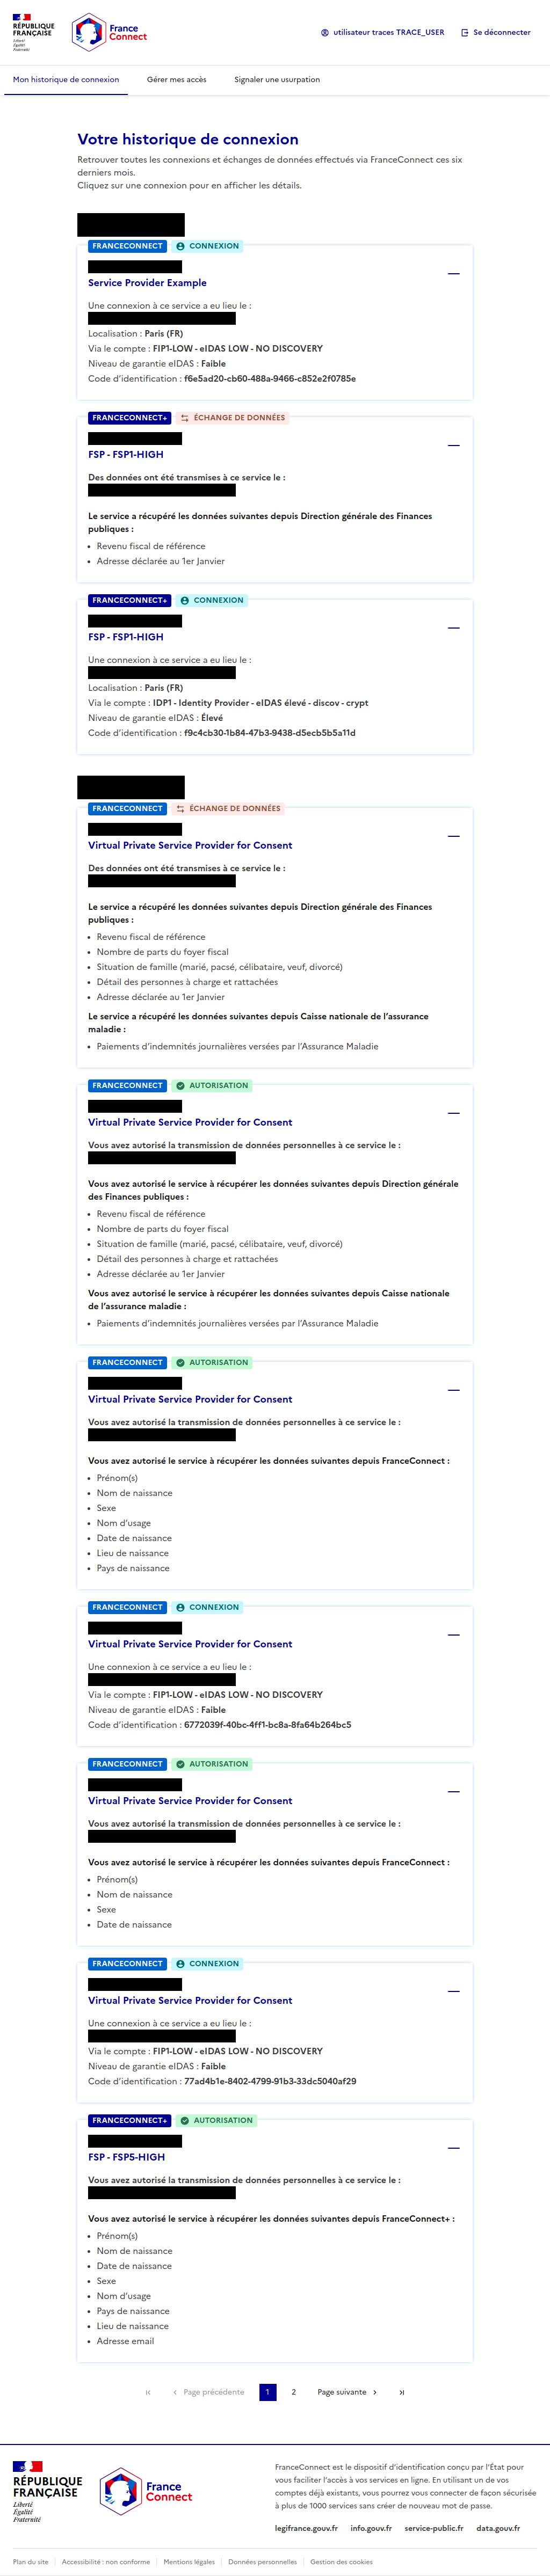 RÉPUBLIQUE
FRANÇAISE
Liberté
Égalité
Fraternité
France
Connect
utilisateur traces TRACE_USER
Se déconnecter
Mon historique de connexion
Gérer mes accès
Signaler une usurpation
Votre historique de connexion
Retrouver toutes les connexions et échanges de données effectués via FranceConnect ces six
derniers mois.
Cliquez sur une connexion pour en afficher les détails.
FRANCECONNECT
CONNEXION
Service Provider Example
Une connexion à ce service a eu lieu le :
Localisation : Paris (FR)
Via le compte : FIP1-LOW - eIDAS LOW - NO DISCOVERY
Niveau de garantie eIDAS : Faible
Code d’identification : f6e5ad20-cb60-488a-9466-c852e2f0785e
FRANCECONNECT+
ÉCHANGE DE DONNÉES
FSP - FSP1-HIGH
Des données ont été transmises à ce service le :
Le service a récupéré les données suivantes depuis Direction générale des Finances
publiques :
Revenu fiscal de référence
Adresse déclarée au 1er Janvier
FRANCECONNECT+
CONNEXION
FSP - FSP1-HIGH
Une connexion à ce service a eu lieu le :
Localisation : Paris (FR)
Via le compte : IDP1 - Identity Provider - eIDAS élevé - discov - crypt
Niveau de garantie eIDAS : Élevé
Code d’identification : f9c4cb30-1b84-47b3-9438-d5ecb5b5a11d
FRANCECONNECT
ÉCHANGE DE DONNÉES
Virtual Private Service Provider for Consent
Des données ont été transmises à ce service le :
Le service a récupéré les données suivantes depuis Direction générale des Finances
publiques :
Revenu fiscal de référence
Nombre de parts du foyer fiscal
Situation de famille (marié, pacsé, célibataire, veuf, divorcé)
Détail des personnes à charge et rattachées
Adresse déclarée au 1er Janvier
Le service a récupéré les données suivantes depuis Caisse nationale de l’assurance
maladie :
Paiements d’indemnités journalières versées par l’Assurance Maladie
FRANCECONNECT
AUTORISATION
Virtual Private Service Provider for Consent
Vous avez autorisé la transmission de données personnelles à ce service le :
Vous avez autorisé le service à récupérer les données suivantes depuis Direction générale
des Finances publiques :
Revenu fiscal de référence
Nombre de parts du foyer fiscal
Situation de famille (marié, pacsé, célibataire, veuf, divorcé)
Détail des personnes à charge et rattachées
Adresse déclarée au 1er Janvier
Vous avez autorisé le service à récupérer les données suivantes depuis Caisse nationale
de l’assurance maladie :
Paiements d’indemnités journalières versées par l’Assurance Maladie
FRANCECONNECT
AUTORISATION
Virtual Private Service Provider for Consent
Vous avez autorisé la transmission de données personnelles à ce service le :
Vous avez autorisé le service à récupérer les données suivantes depuis FranceConnect :
Prénom(s)
Nom de naissance
Sexe
Nom d’usage
Date de naissance
Lieu de naissance
Pays de naissance
FRANCECONNECT
CONNEXION
Virtual Private Service Provider for Consent
Une connexion à ce service a eu lieu le :
Via le compte : FIP1-LOW - eIDAS LOW - NO DISCOVERY
Niveau de garantie eIDAS : Faible
Code d’identification : 6772039f-40bc-4ff1-bc8a-8fa64b264bc5
FRANCECONNECT
AUTORISATION
Virtual Private Service Provider for Consent
Vous avez autorisé la transmission de données personnelles à ce service le :
Vous avez autorisé le service à récupérer les données suivantes depuis FranceConnect :
Prénom(s)
Nom de naissance
Sexe
Date de naissance
FRANCECONNECT
CONNEXION
Virtual Private Service Provider for Consent
Une connexion à ce service a eu lieu le :
Via le compte : FIP1-LOW - eIDAS LOW - NO DISCOVERY
Niveau de garantie eIDAS : Faible
Code d’identification : 77ad4b1e-8402-4799-91b3-33dc5040af29
FRANCECONNECT+
AUTORISATION
FSP - FSP5-HIGH
Vous avez autorisé la transmission de données personnelles à ce service le :
Vous avez autorisé le service à récupérer les données suivantes depuis FranceConnect+ :
Prénom(s)
Nom de naissance
Date de naissance
Sexe
Nom d’usage
Pays de naissance
Lieu de naissance
Adresse email
Page précédente
1
2
Page suivante
RÉPUBLIQUE
FRANÇAISE
Liberté
Égalité
Fraternité
France
Connect
FranceConnect est le dispositif d’identification conçu par l’État pour
vous faciliter l’accès à vos services en ligne. En utilisant un de vos
comptes déjà existants, vous pourrez vous connecter de façon sécurisée
à plus de 1000 services sans créer de nouveau mot de passe.
legifrance.gouv.fr
info.gouv.fr
service-public.fr
data.gouv.fr
Plan du site
Accessibilité : non conforme
Mentions légales
Données personnelles
Gestion des cookies